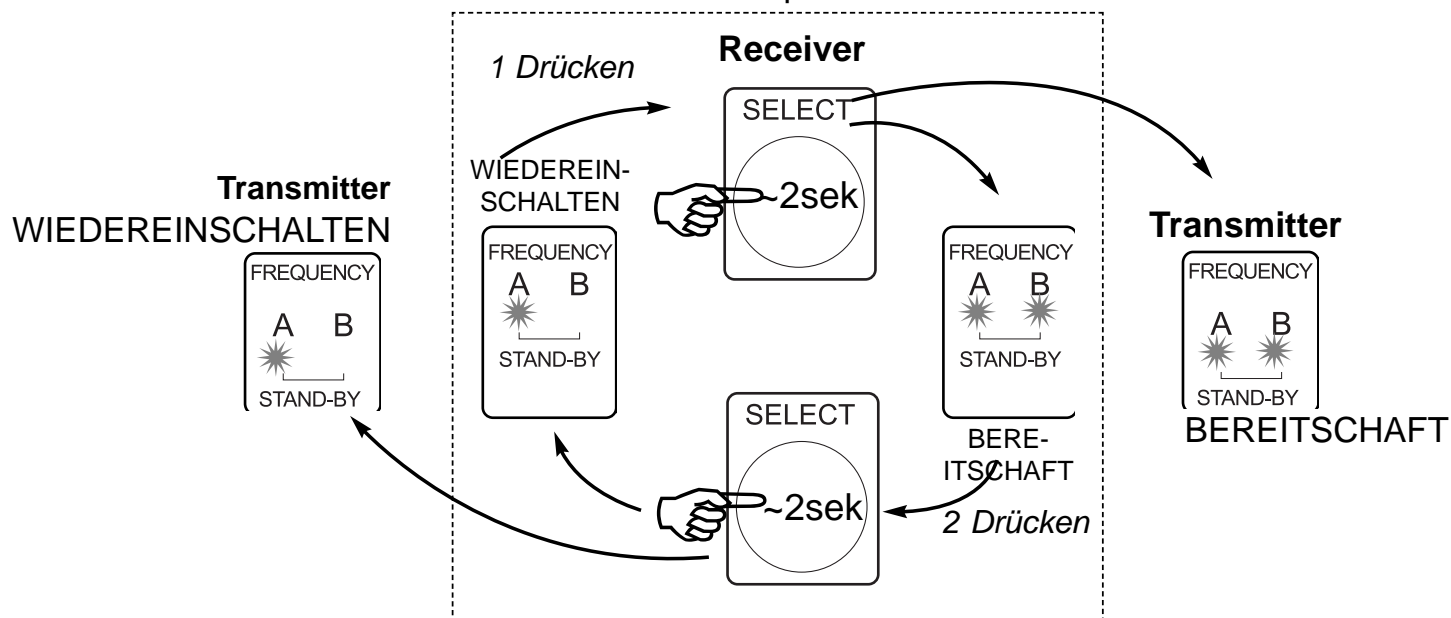 Receiver
1 Drücken
SELECT
~2sek
WIEDEREIN-
SCHALTEN
Transmitter
WIEDEREINSCHALTEN
FREQUENCY
A B
STAND-BY
FREQUENCY
A B
STAND-BY
FREQUENCY
A B
STAND-BY
BERE-
ITSCHAFT
Transmitter
FREQUENCY
A B
STAND-BY
BEREITSCHAFT
SELECT
~2sek
2 Drücken